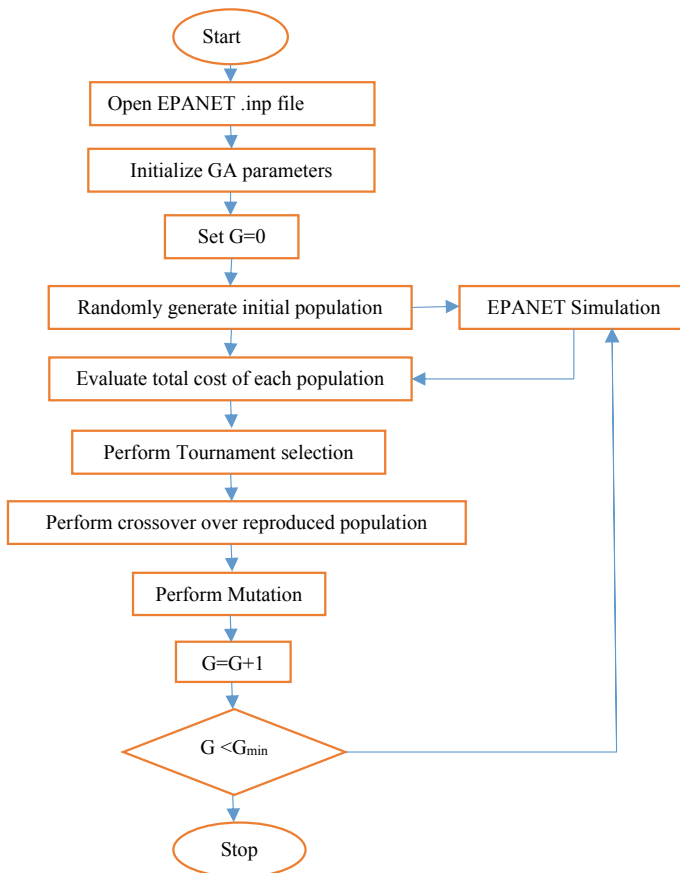 Start
Open EPANET .inp file
Initialize GA parameters
Set G=0
Randomly generate initial population
EPANET Simulation
Evaluate total cost of each population
Perform Tournament selection
Perform crossover over reproduced population
Perform Mutation
G=G+1
G <Gmin
Stop